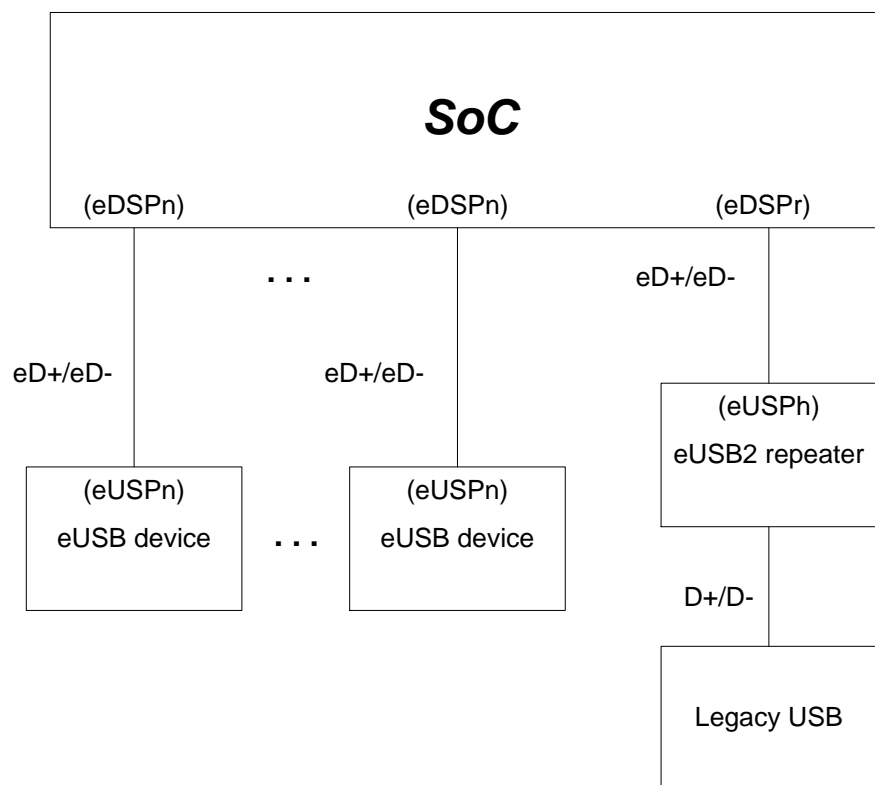 SoC
(eDSPn)
(eDSPn)
(eDSPr)
. . .
eD+/eD-
eD+/eD-
eD+/eD-
(eUSPh)
eUSB2 repeater
(eUSPn)
eUSB device
. . .
(eUSPn)
eUSB device
D+/D-
Legacy USB